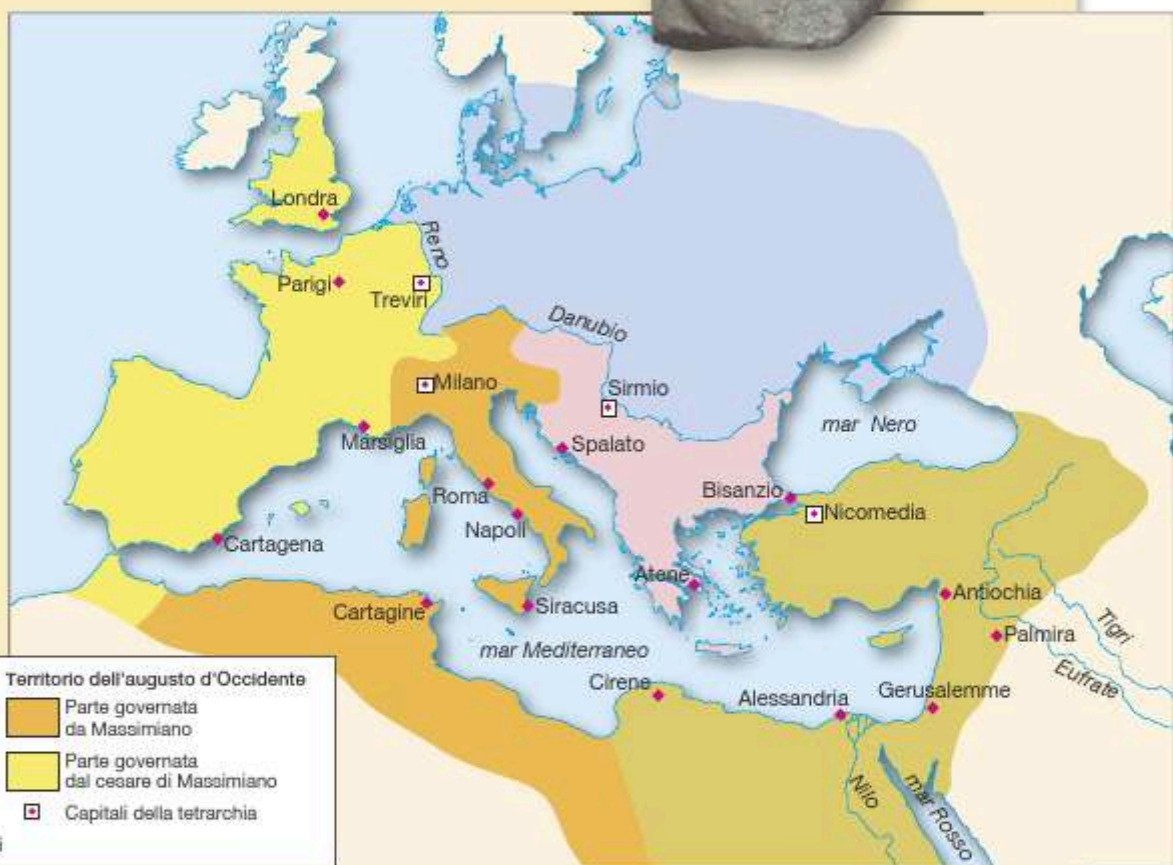 Londra
Reno
Parigi
Treviri
Danubio
Milano
Sirmio
mar Nero
Marsiglia
Spalato
Roma
Bisanzio
Nicomedia
Napoli
Cartagena
Atene
Antiochia
Cartagine
Siracusa
Tigri
Palmira
mar Mediterraneo
Eufrate
Cirene
Alessandria
Gerusalemme
Nilo
mar Rosso
Territorio dell'augusto d'Occidente
Parte governata
da Massimiano
Parte governata
dal cesare di Massimiano
Capitali della tetrarchia